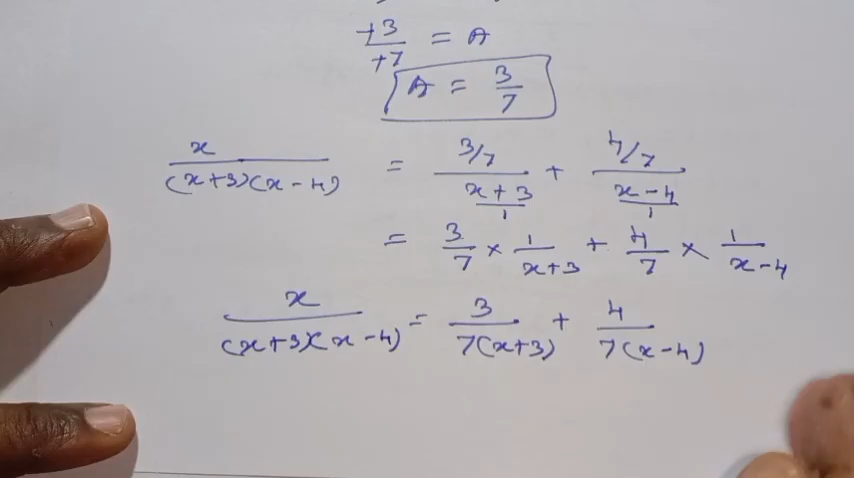 +3/+7 = A
A = 3/7
x/((x+3)(x-4)) = (3/7)/((x+3)/1) + (4/7)/((x-4)/1)
= 3/7 × 1/(x+3) + 4/7 × 1/(x-4)
x/((x+3)(x-4)) = 3/(7(x+3)) + 4/(7(x-4))